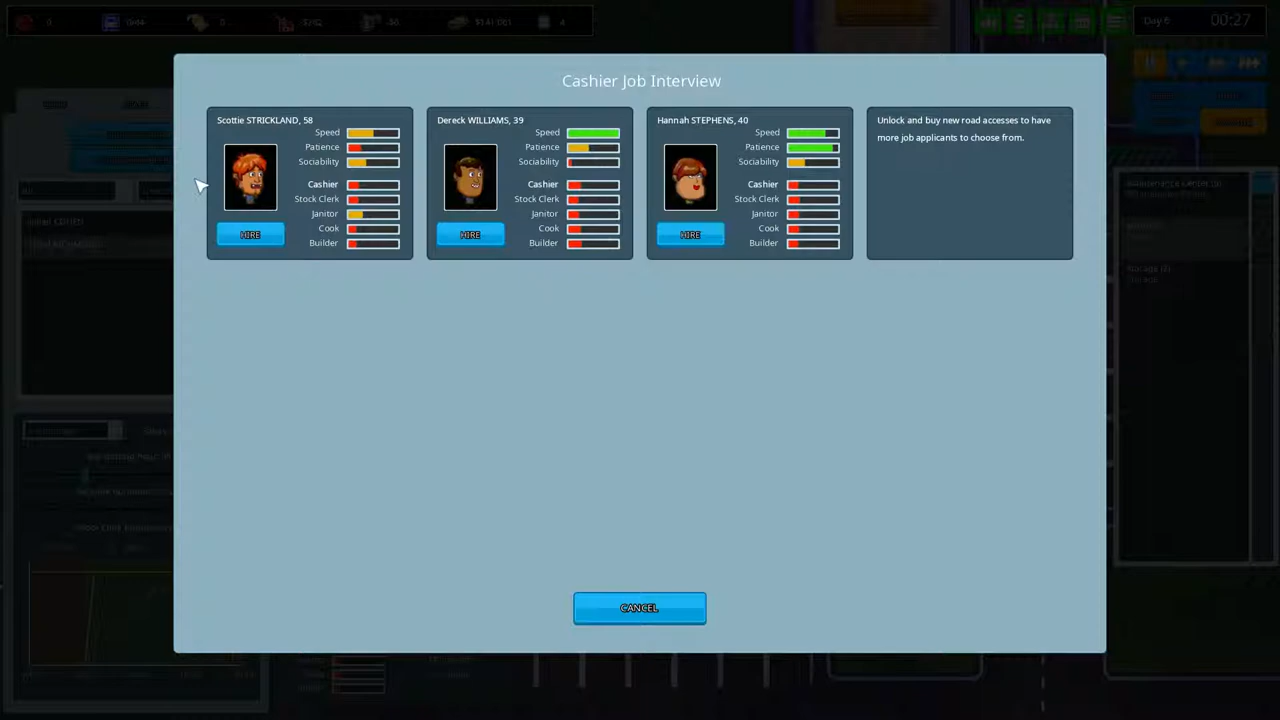 Day 6
00:27
Cashier Job Interview
Scottie STRICKLAND, 58
Speed
Patience
Sociability
Cashier
Stock Clerk
Janitor
Cook
Builder
HIRE
Dereck WILLIAMS, 39
Speed
Patience
Sociability
Cashier
Stock Clerk
Janitor
Cook
Builder
HIRE
Hannah STEPHENS, 40
Speed
Patience
Sociability
Cashier
Stock Clerk
Janitor
Cook
Builder
HIRE
Unlock and buy new road accesses to have
more job applicants to choose from.
CANCEL